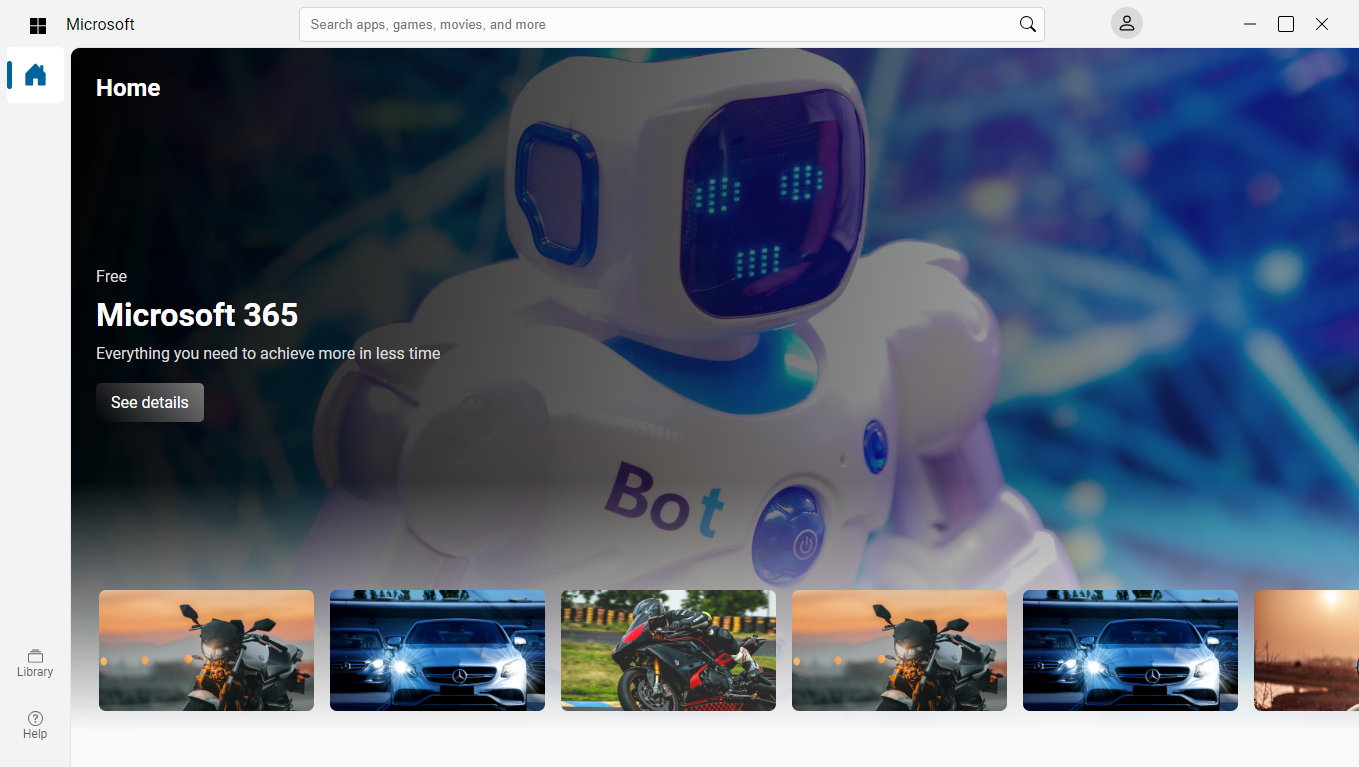 Microsoft
Search apps, games, movies, and more
Home
Free
Microsoft 365
Everything you need to achieve more in less time
See details
Bot
Library
Help